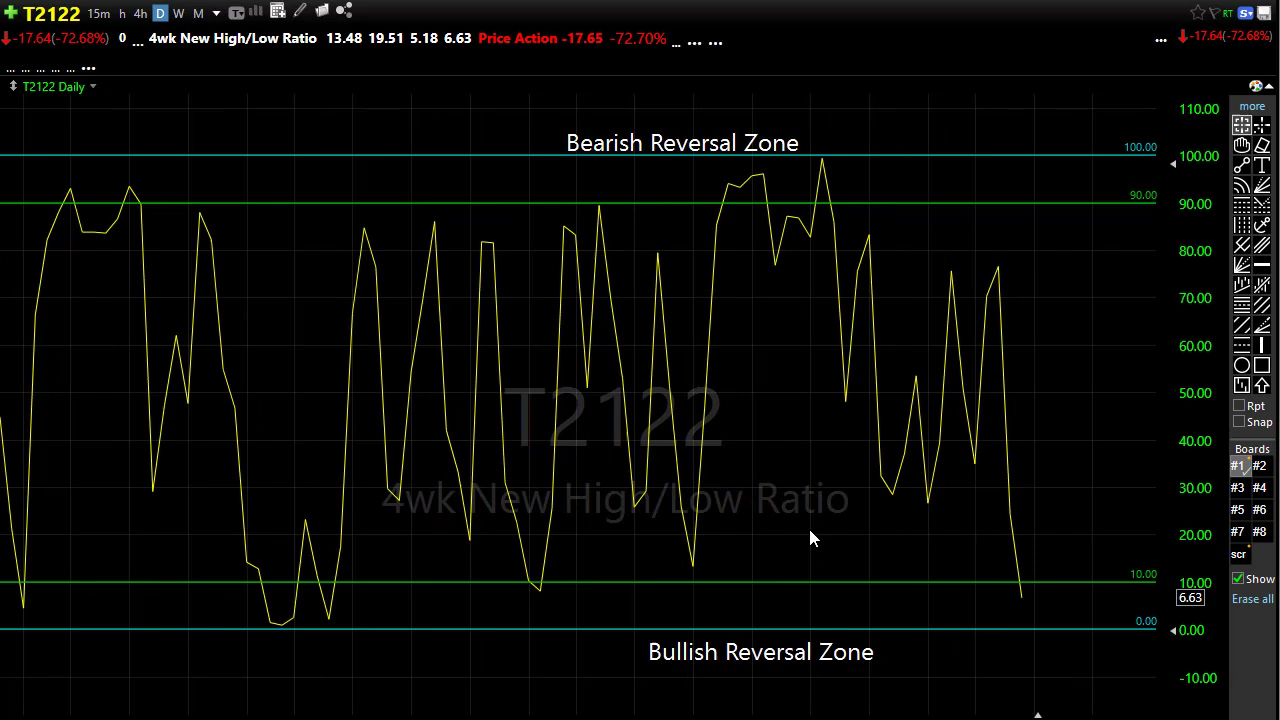 T2122 15m h 4h D W M T RT S
-17.64(-72.68%) 0 ... 4wk New High/Low Ratio 13.48 19.51 5.18 6.63 Price Action -17.65 -72.70% ... ... ... ... -17.64(-72.68%)
... ... ... ... ... ...
T2122 Daily
more
110.00
Bearish Reversal Zone
100.00
100.00
90.00
90.00
80.00
70.00
60.00
50.00
40.00
30.00
20.00
10.00
10.00
6.63
0.00
0.00
-10.00
T2122
4wk New High/Low Ratio
Bullish Reversal Zone
T
Rpt
Snap
Boards
#1 #2
#3 #4
#5 #6
#7 #8
scr
Show
Erase all